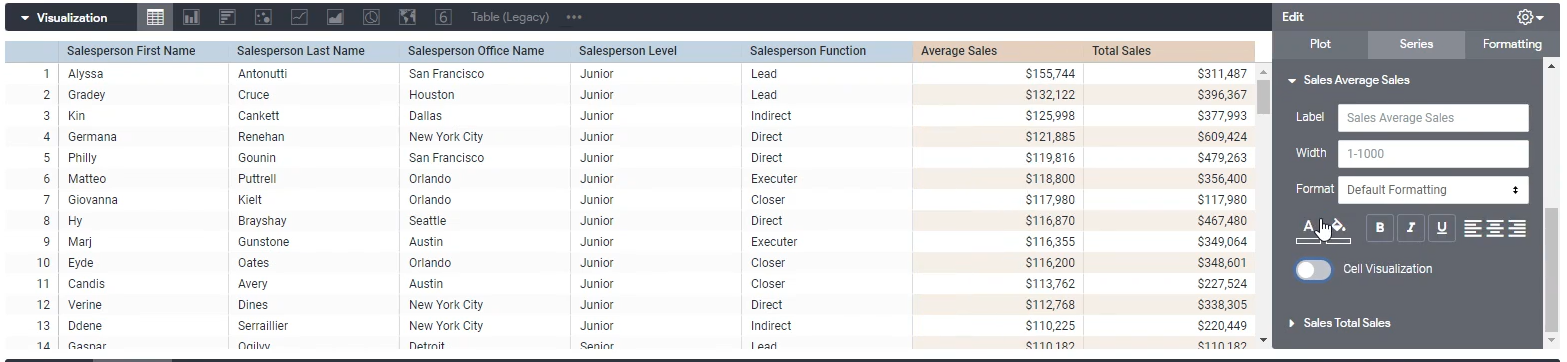 Visualization 6 Table (Legacy) Edit
Plot Series Formatting
Salesperson First Name Salesperson Last Name Salesperson Office Name Salesperson Level Salesperson Function Average Sales Total Sales
1 Alyssa Antonutti San Francisco Junior Lead $155,744 $311,487
2 Gradey Cruce Houston Junior Lead $132,122 $396,367
3 Kin Cankett Dallas Junior Indirect $125,998 $377,993
4 Germana Renehan New York City Junior Direct $121,885 $609,424
5 Philly Gounin San Francisco Junior Direct $119,816 $479,263
6 Matteo Puttrell Orlando Junior Executer $118,800 $356,400
7 Giovanna Kielt Orlando Junior Closer $117,980 $117,980
8 Hy Brayshay Seattle Junior Direct $116,870 $467,480
9 Marj Gunstone Austin Junior Executer $116,355 $349,064
10 Eyde Oates Orlando Junior Closer $116,200 $348,601
11 Candis Avery Austin Junior Closer $113,762 $227,524
12 Verine Dines New York City Junior Direct $112,768 $338,305
13 Ddene Serraillier New York City Junior Indirect $110,225 $220,449
14 Gaspar Ogilvy Detroit Senior Lead $110,182 $110,182
Sales Average Sales
Label Sales Average Sales
Width 1-1000
Format Default Formatting
A B I U
Cell Visualization
Sales Total Sales